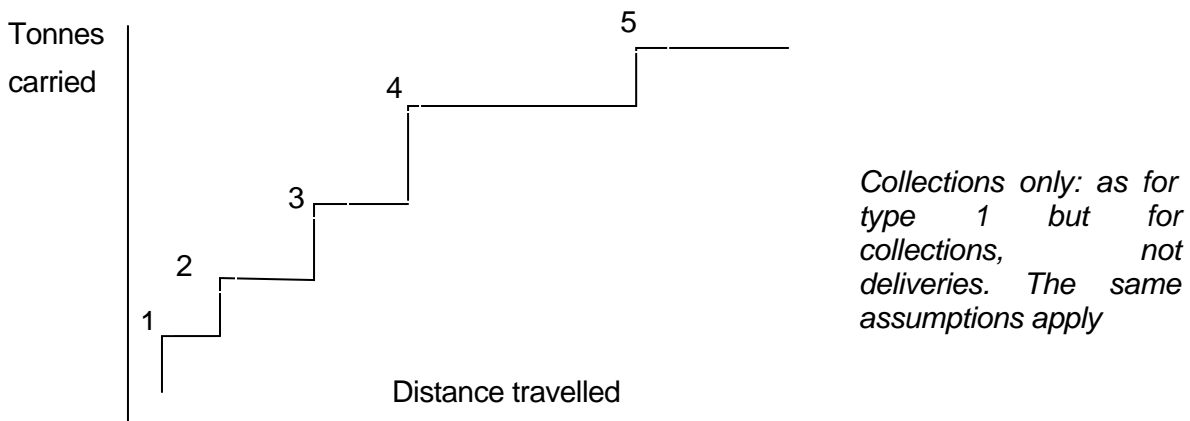 Tonnes
carried
5
4
3
2
1
Distance travelled
Collections only: as for
type 1 but for
collections, not
deliveries. The same
assumptions apply